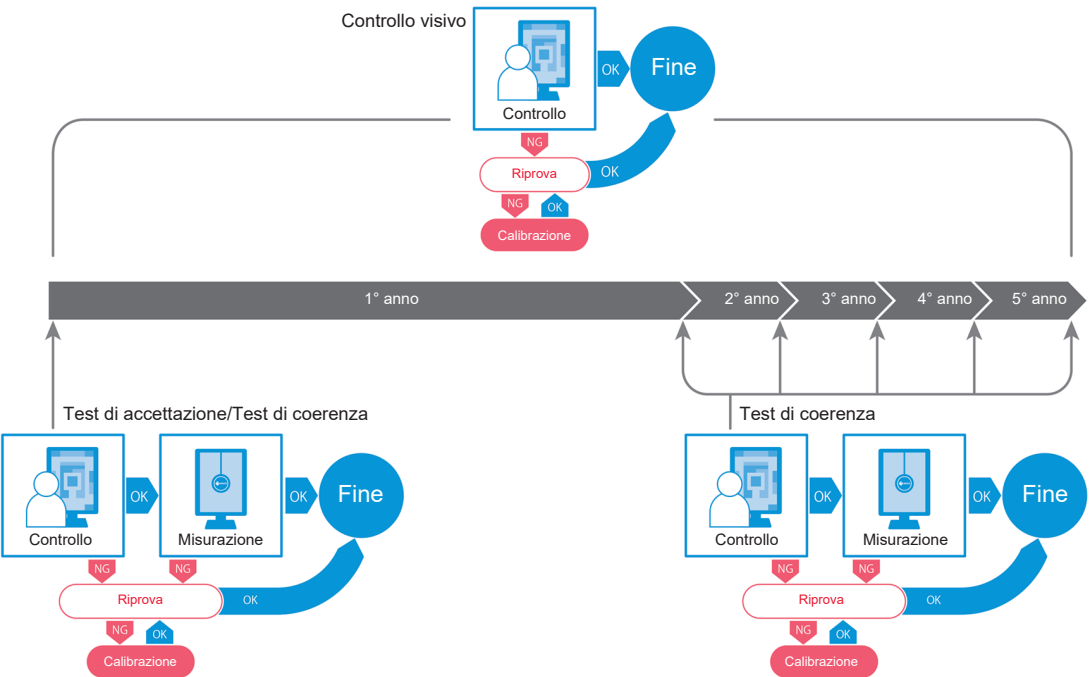 Controllo visivo
Controllo
OK
Fine
NG
Riprova
OK
NG
OK
Calibrazione
1° anno
2° anno
3° anno
4° anno
5° anno
Test di accettazione/Test di coerenza
Controllo
OK
Misurazione
OK
Fine
NG
NG
Riprova
OK
NG
OK
Calibrazione
Test di coerenza
Controllo
OK
Misurazione
OK
Fine
NG
NG
Riprova
OK
NG
OK
Calibrazione